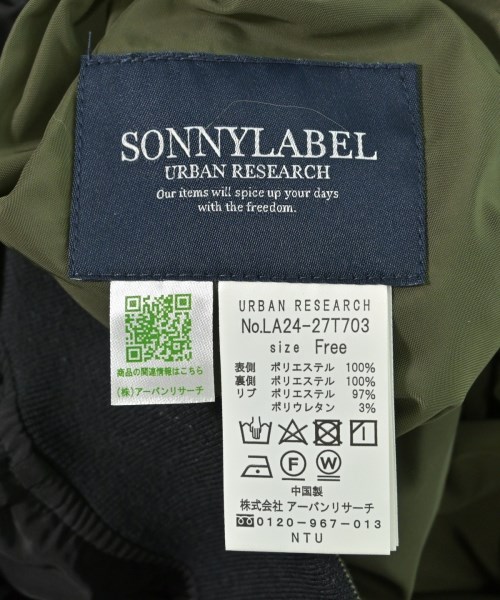 SONNYLABEL
URBAN RESEARCH
Our items will spice up your days
with the freedom.
商品の関連情報はこちら
(株)アーバンリサーチ
URBAN RESEARCH
No.LA24-27T703
size Free
表側 ポリエステル 100%
裏側 ポリエステル 100%
リブ ポリエステル 97%
ポリウレタン 3%
F W
中国製
株式会社 アーバンリサーチ
0120-967-013
NTU